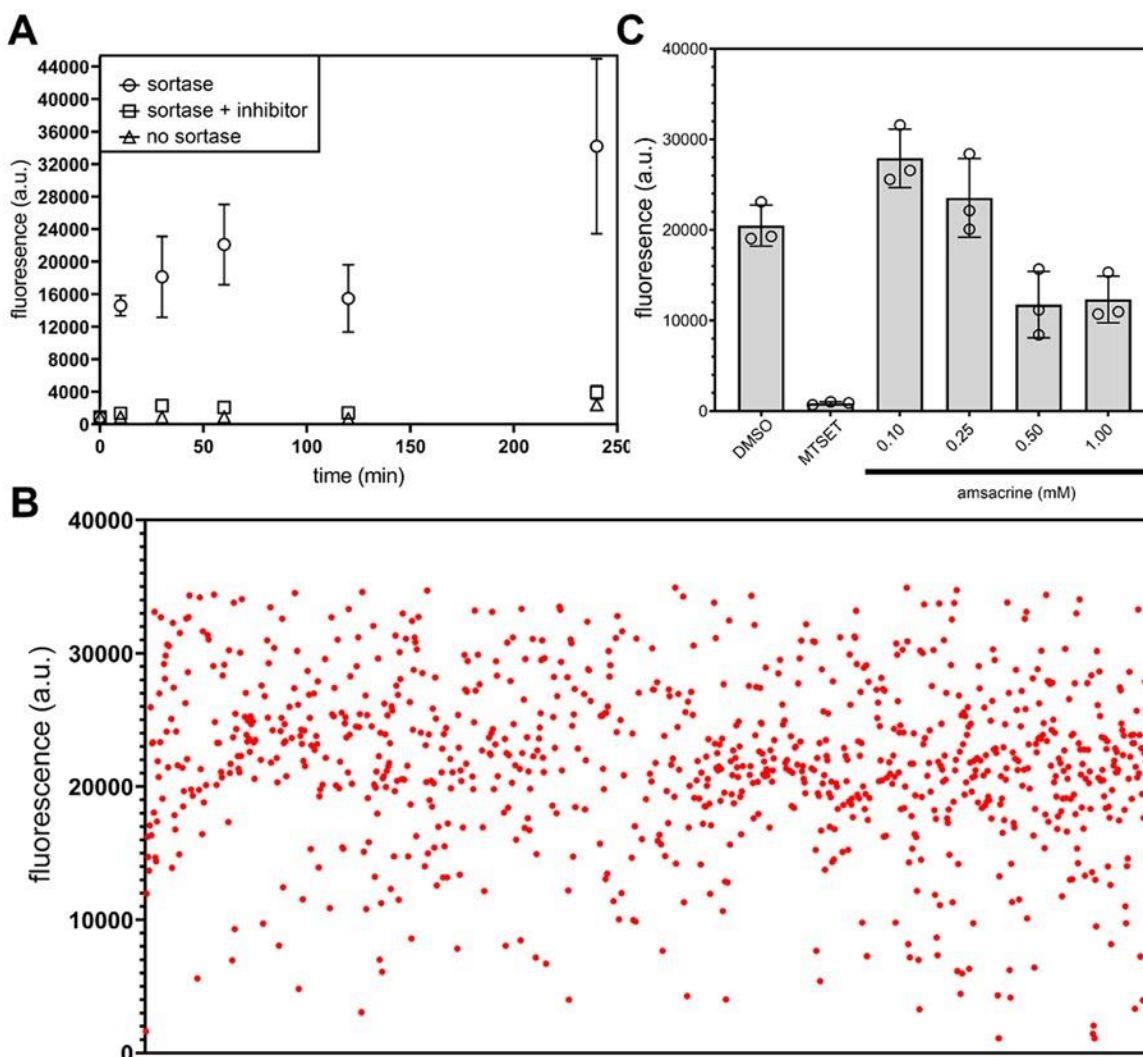 A
44000
40000
36000
32000
28000
24000
20000
16000
12000
8000
4000
0
fluoresence (a.u.)
sortase
sortase + inhibitor
no sortase
0 50 100 150 200 250
time (min)
C
40000
30000
20000
10000
0
fluoresence (a.u.)
DMSO
MTSET
0.10
0.25
0.50
1.00
amsacrine (mM)
B
40000
30000
20000
10000
0
fluorescence (a.u.)